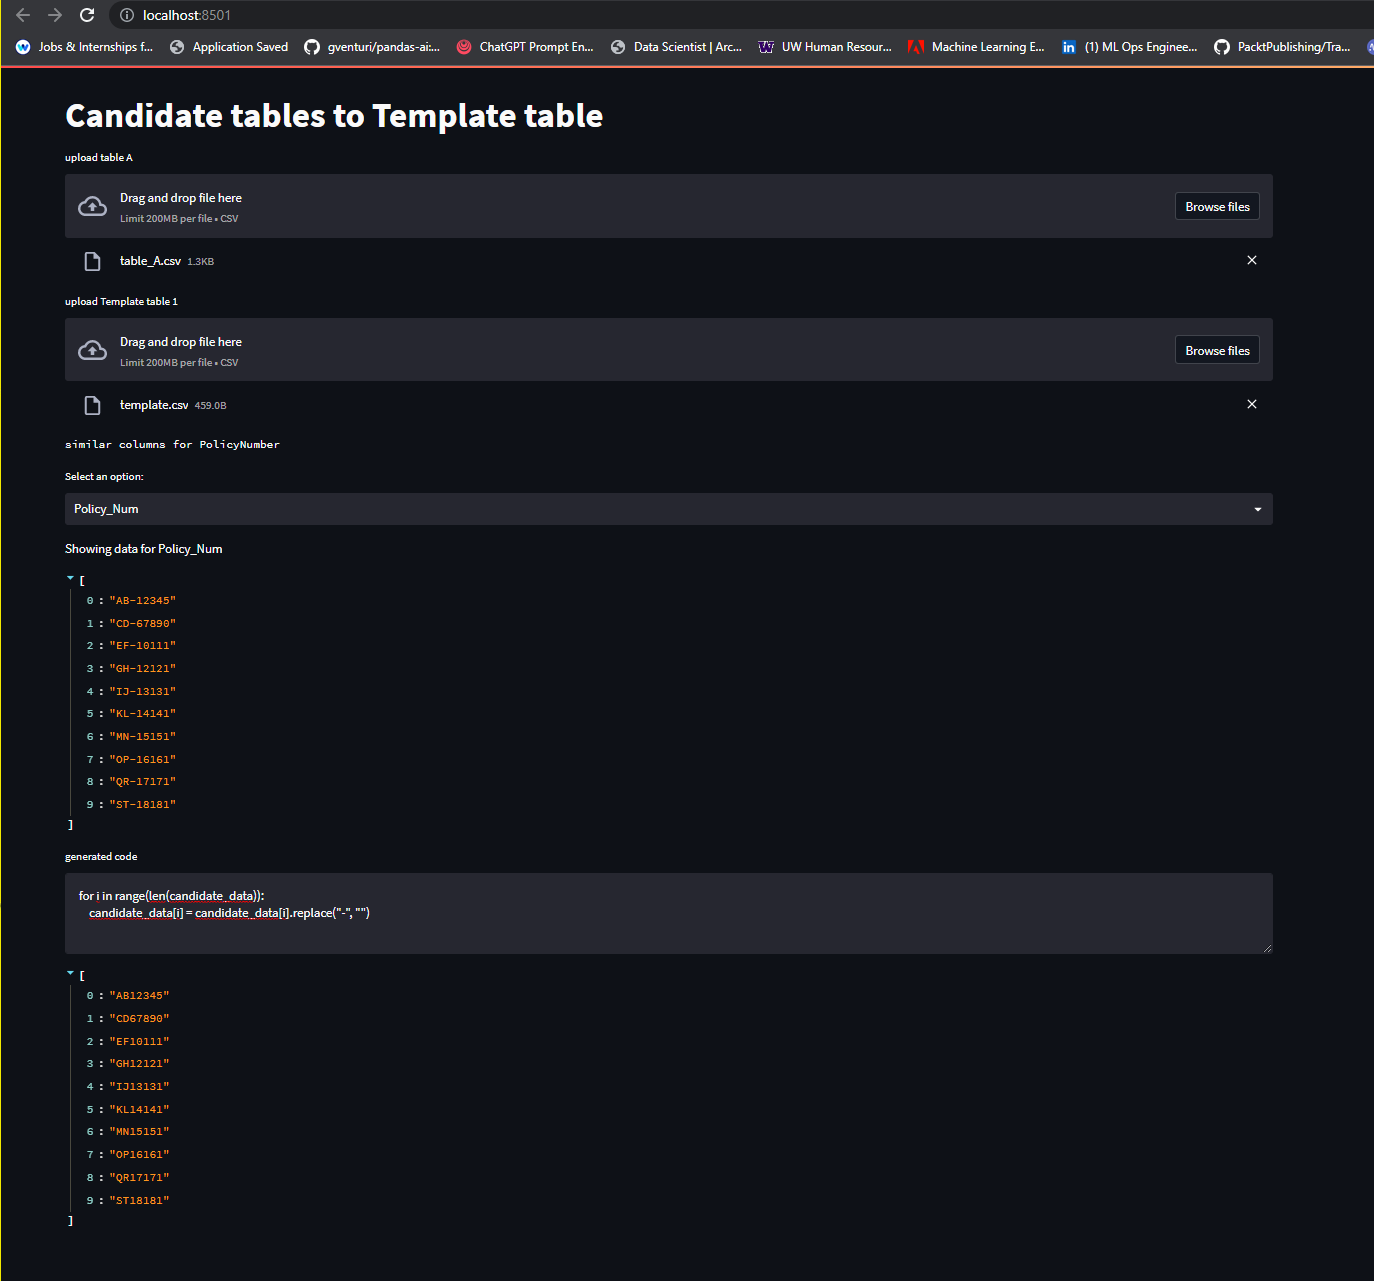 localhost:8501
Jobs & Internships f... Application Saved gventuri/pandas-ai:... ChatGPT Prompt En... Data Scientist | Arc... UW Human Resour... Machine Learning E... (1) ML Ops Enginee... PacktPublishing/Tra...
Candidate tables to Template table
upload table A
Drag and drop file here
Limit 200MB per file • CSV
Browse files
table_A.csv 1.3KB
upload Template table 1
Drag and drop file here
Limit 200MB per file • CSV
Browse files
template.csv 459.0B
similar columns for PolicyNumber
Select an option:
Policy_Num
Showing data for Policy_Num
[
0 : "AB-12345"
1 : "CD-67890"
2 : "EF-10111"
3 : "GH-12121"
4 : "IJ-13131"
5 : "KL-14141"
6 : "MN-15151"
7 : "OP-16161"
8 : "QR-17171"
9 : "ST-18181"
]
generated code
for i in range(len(candidate_data)):
candidate_data[i] = candidate_data[i].replace("-", "")
[
0 : "AB12345"
1 : "CD67890"
2 : "EF10111"
3 : "GH12121"
4 : "IJ13131"
5 : "KL14141"
6 : "MN15151"
7 : "OP16161"
8 : "QR17171"
9 : "ST18181"
]